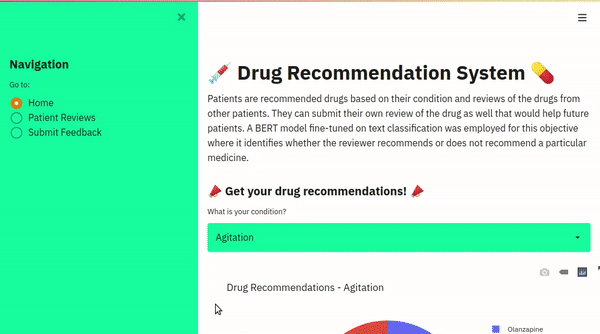 Navigation
Go to:
Home
Patient Reviews
Submit Feedback
Drug Recommendation System
Patients are recommended drugs based on their condition and reviews of the drugs from
other patients. They can submit their own review of the drug as well that would help future
patients. A BERT model fine-tuned on text classification was employed for this objective
where it identifies whether the reviewer recommends or does not recommend a particular
medicine.
Get your drug recommendations!
What is your condition?
Agitation
Drug Recommendations - Agitation
Olanzapine